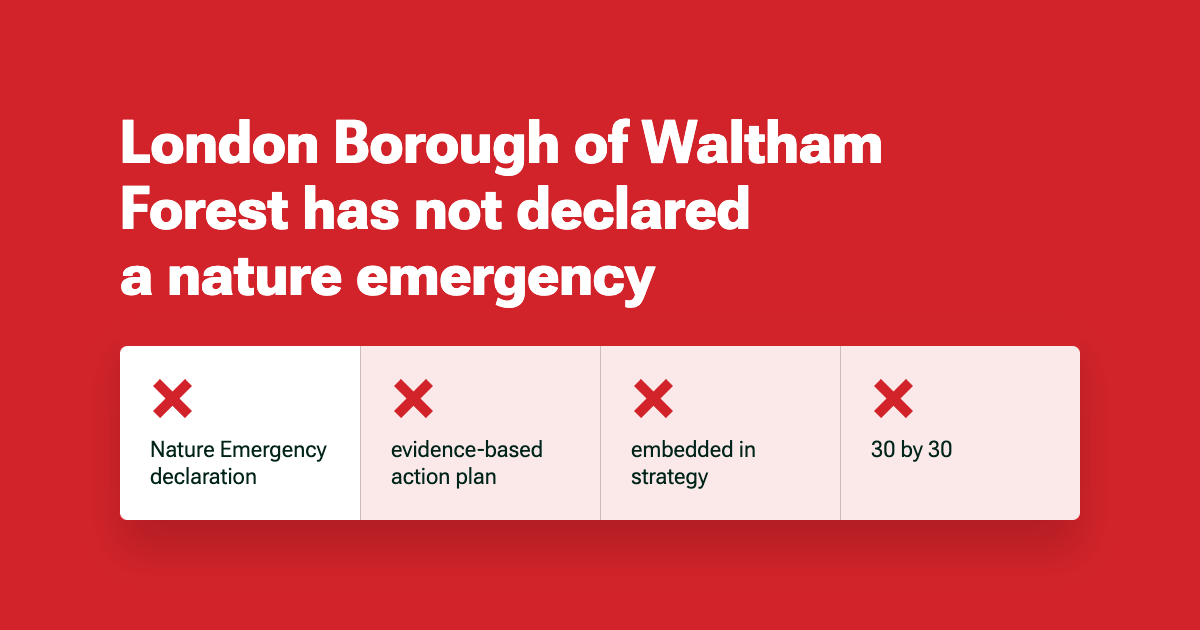 London Borough of Waltham
Forest has not declared
a nature emergency
Nature Emergency
declaration
evidence-based
action plan
embedded in
strategy
30 by 30